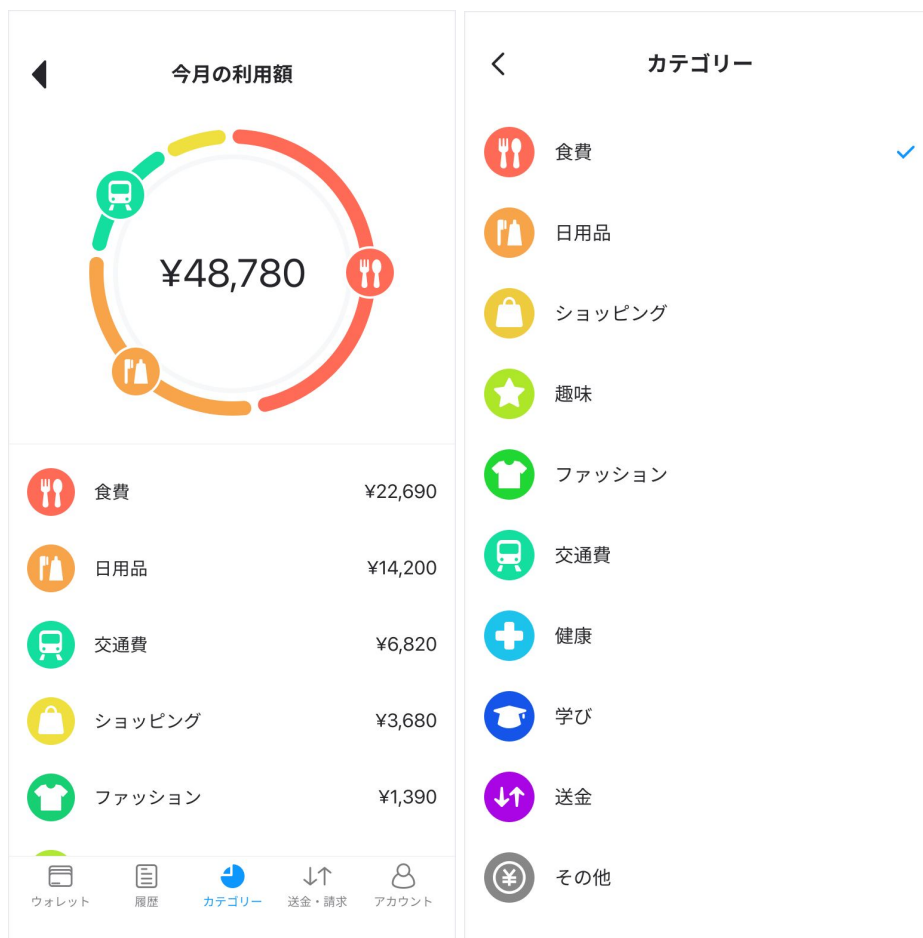 今月の利用額
¥48,780
食費 ¥22,690
日用品 ¥14,200
交通費 ¥6,820
ショッピング ¥3,680
ファッション ¥1,390
ウォレット 履歴 カテゴリー 送金・請求 アカウント
カテゴリー
食費
日用品
ショッピング
趣味
ファッション
交通費
健康
学び
送金
¥ その他